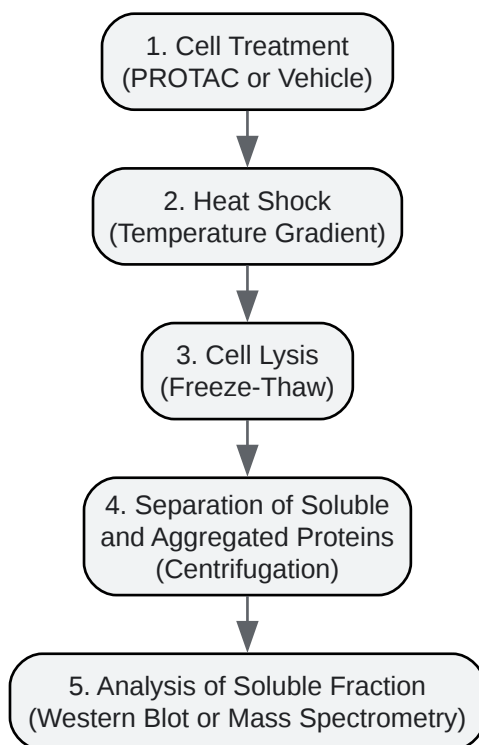 1. Cell Treatment
(PROTAC or Vehicle)
2. Heat Shock
(Temperature Gradient)
3. Cell Lysis
(Freeze-Thaw)
4. Separation of Soluble
and Aggregated Proteins
(Centrifugation)
5. Analysis of Soluble Fraction
(Western Blot or Mass Spectrometry)